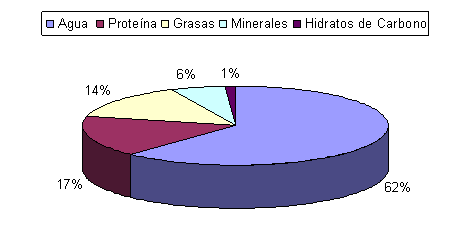 Agua Proteína Grasas Minerales Hidratos de Carbono
6% 1%
14%
17%
62%